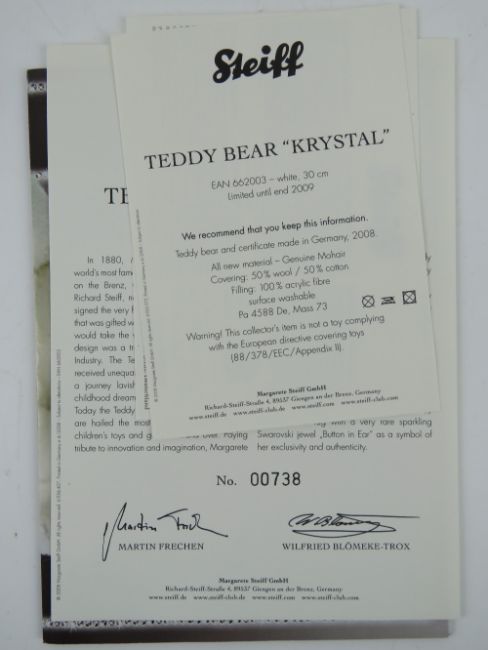 Steiff
TEDDY BEAR “KRYSTAL”
EAN 662003 – white, 30 cm
Limited until end 2009
We recommend that you keep this information.
Teddy bear and certificate made in Germany, 2008.
All new material – Genuine Mohair
Covering: 50% wool / 50% cotton
Filling: 100% acrylic fibre
surface washable
Pa 4588 De, Mass 73
Warning! This collector's item is not a toy complying
with the European directive covering toys
(88/378/EEC/Appendix II).
Margarete Steiff GmbH
Richard-Steiff-Straße 4, 89537 Giengen an der Brenz, Germany
www.steiff.de www.steiff-club.de www.steiff.com www.steiff-club.com
TE
In 1880,
world's most fam
on the Brenz,
Richard Steiff,
signed the very
that was gifted w
would take the
design was a
Industry. The Te
received unequa
a journey lavish
childhood dream
Today the Teddy
are hailed the most
children's toys and g over. Paying
tribute to innovation and imagination, Margarete
with a very rare sparkling
Swarovski jewel „Button in Ear” as a symbol of
her exclusivity and authenticity.
No. 00738
MARTIN FRECHEN
WILFRIED BLÖMEKE-TROX
Margarete Steiff GmbH
Richard-Steiff-Straße 4, 89537 Giengen an der Brenz, Germany
www.steiff.de www.steiff-club.de www.steiff.com www.steiff-club.com